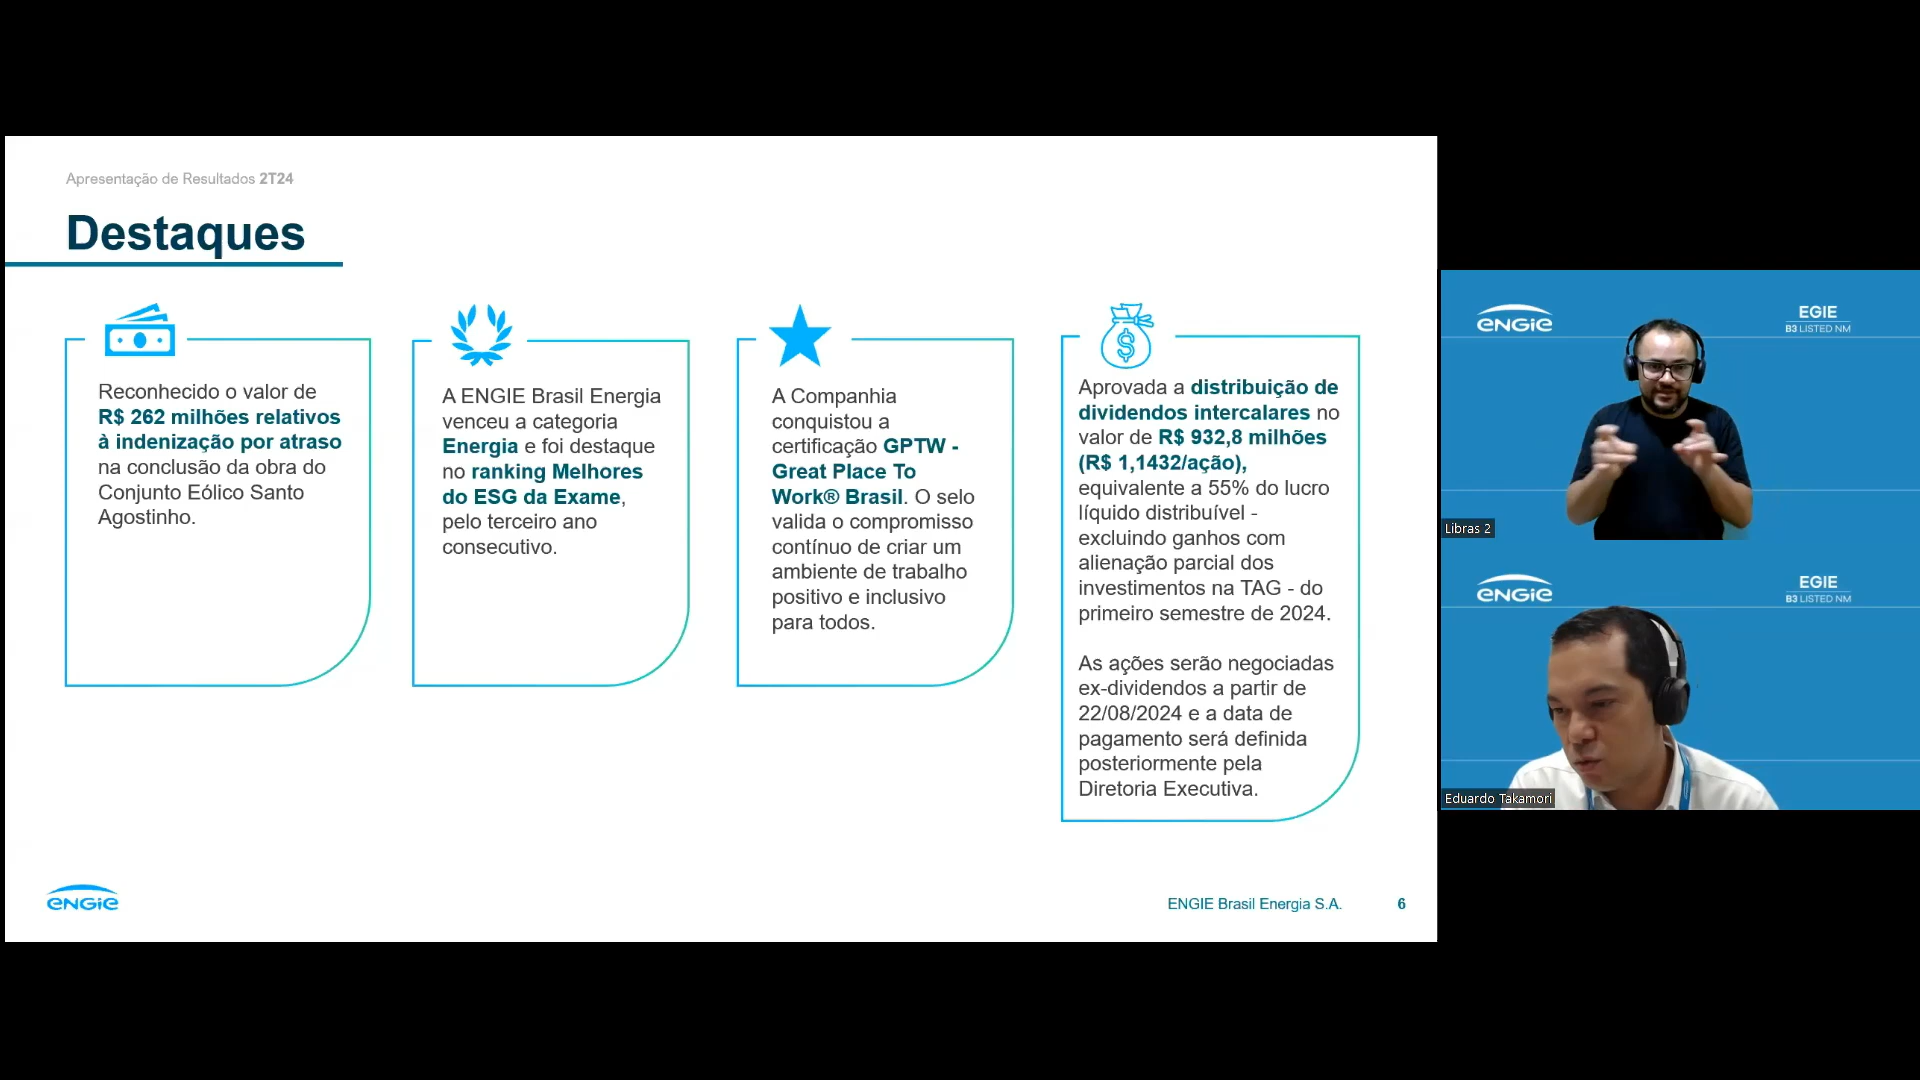 Apresentação de Resultados 2T24
Destaques
Reconhecido o valor de
R$ 262 milhões relativos
à indenização por atraso
na conclusão da obra do
Conjunto Eólico Santo
Agostinho.
A ENGIE Brasil Energia
venceu a categoria
Energia e foi destaque
no ranking Melhores
do ESG da Exame,
pelo terceiro ano
consecutivo.
A Companhia
conquistou a
certificação GPTW -
Great Place To
Work® Brasil. O selo
valida o compromisso
contínuo de criar um
ambiente de trabalho
positivo e inclusivo
para todos.
$
Aprovada a distribuição de
dividendos intercalares no
valor de R$ 932,8 milhões
(R$ 1,1432/ação),
equivalente a 55% do lucro
líquido distribuível -
excluindo ganhos com
alienação parcial dos
investimentos na TAG - do
primeiro semestre de 2024.
As ações serão negociadas
ex-dividendos a partir de
22/08/2024 e a data de
pagamento será definida
posteriormente pela
Diretoria Executiva.
ENGIE
ENGIE Brasil Energia S.A.
6
ENGIE
EGIE
B3 LISTED NM
Libras 2
ENGIE
EGIE
B3 LISTED NM
Eduardo Takamori